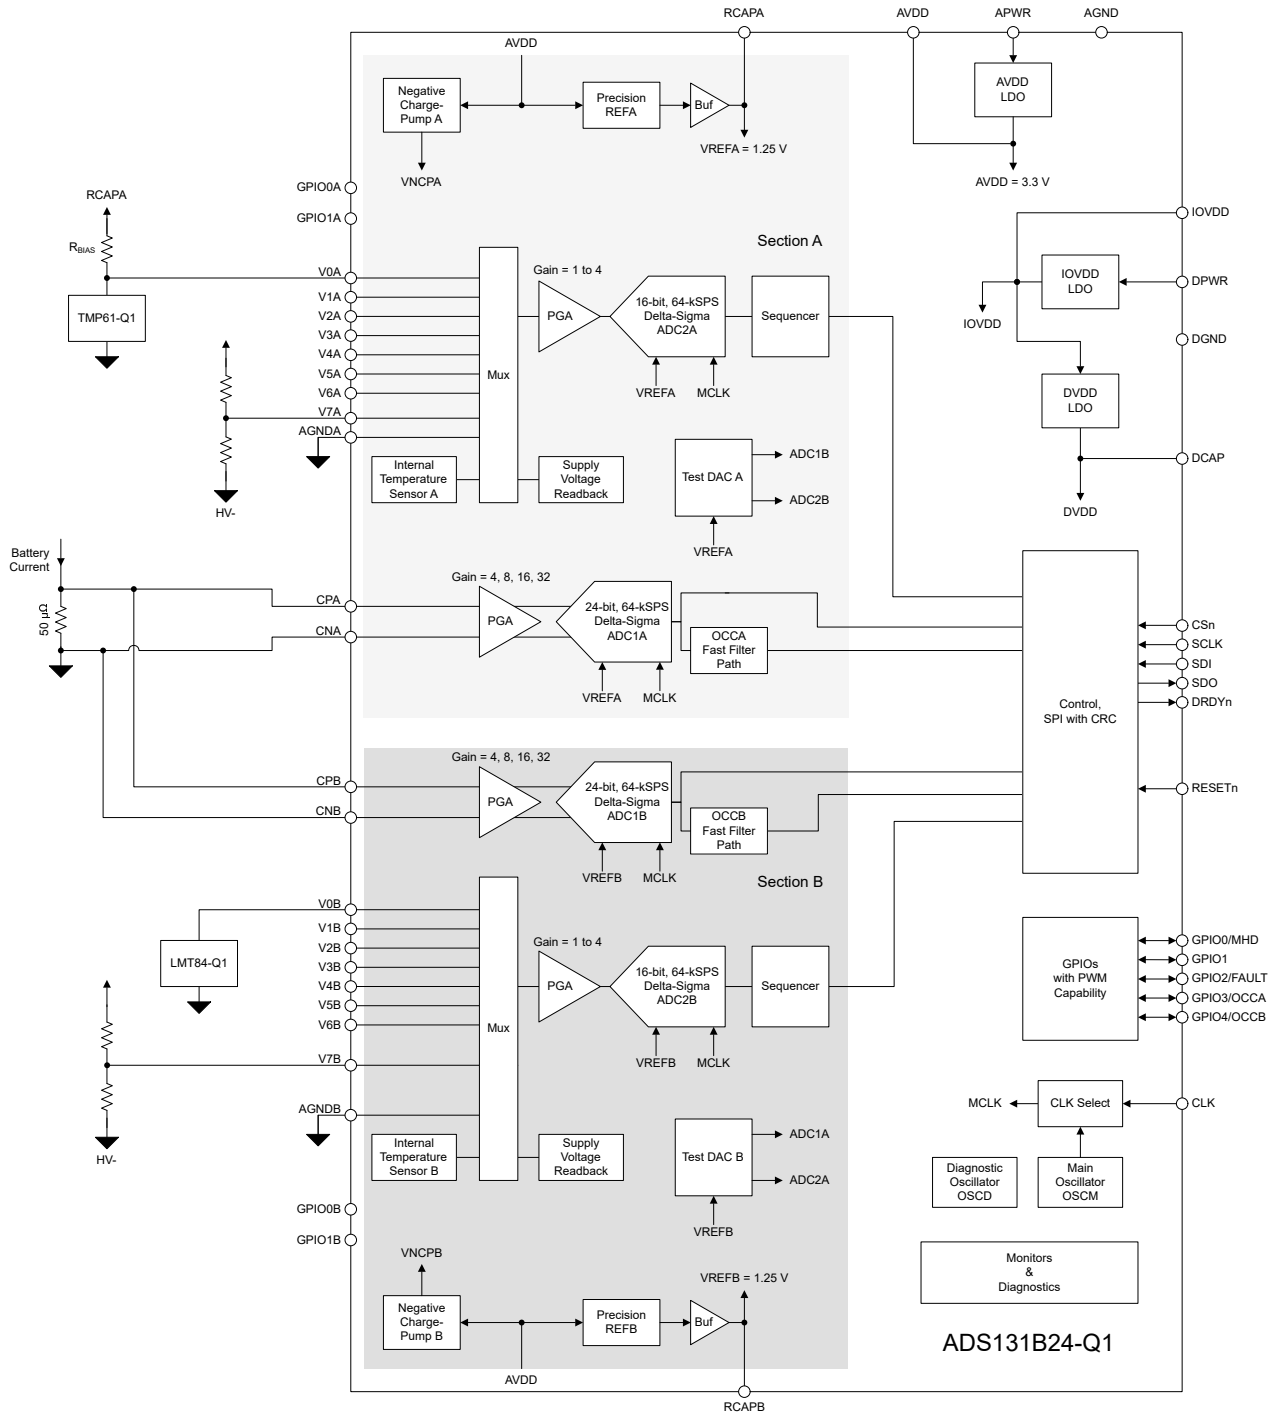 RCAPA
AVDD
APWR
AGND
AVDD
Negative
Charge-
Pump A
Precision
REFA
Buf
AVDD
LDO
VREFA = 1.25 V
VNCPA
AVDD = 3.3 V
GPIO0A
RCAPA
GPIO1A
IOVDD
Section A
RBIAS
V0A
Gain = 1 to 4
IOVDD
LDO
DPWR
TMP61-Q1
V1A
V2A
V3A
V4A
V5A
V6A
V7A
AGNDA
Mux
PGA
16-bit, 64-kSPS
Delta-Sigma
ADC2A
Sequencer
IOVDD
DGND
VREFA
MCLK
DVDD
LDO
Internal
Temperature
Sensor A
Supply
Voltage
Readback
Test DAC A
ADC1B
ADC2B
DCAP
HV-
DVDD
VREFA
Battery
Current
50 µΩ
Gain = 4, 8, 16, 32
CPA
CNA
PGA
24-bit, 64-kSPS
Delta-Sigma
ADC1A
OCCA
Fast Filter
Path
VREFA
MCLK
Control,
SPI with CRC
CSn
SCLK
SDI
SDO
DRDYn
RESETn
Gain = 4, 8, 16, 32
CPB
CNB
PGA
24-bit, 64-kSPS
Delta-Sigma
ADC1B
OCCB
Fast Filter
Path
VREFB
MCLK
Section B
V0B
V1B
V2B
V3B
V4B
V5B
V6B
V7B
AGNDB
LMT84-Q1
Mux
Gain = 1 to 4
PGA
16-bit, 64-kSPS
Delta-Sigma
ADC2B
Sequencer
VREFB
MCLK
GPIOs
with PWM
Capability
GPIO0/MHD
GPIO1
GPIO2/FAULT
GPIO3/OCCA
GPIO4/OCCB
MCLK
CLK Select
CLK
HV-
Internal
Temperature
Sensor B
Supply
Voltage
Readback
Test DAC B
ADC1A
ADC2A
VREFB
Diagnostic
Oscillator
OSCD
Main
Oscillator
OSCM
GPIO0B
GPIO1B
VNCPB
VREFB = 1.25 V
Monitors
&
Diagnostics
Negative
Charge-
Pump B
Precision
REFB
Buf
AVDD
ADS131B24-Q1
RCAPB